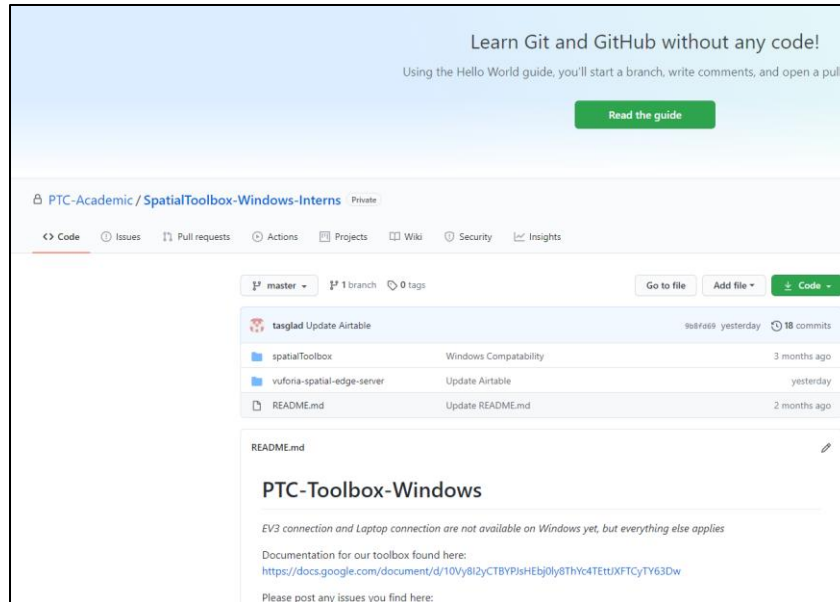 Learn Git and GitHub without any code!
Using the Hello World guide, you'll start a branch, write comments, and open a pull
Read the guide
PTC-Academic / SpatialToolbox-Windows-Interns Private
<> Code Issues Pull requests Actions Projects Wiki Security Insights
master 1 branch 0 tags Go to file Add file Code
tasglad Update Airtable 9b8fd69 yesterday 18 commits
spatialToolbox Windows Compatability 3 months ago
vuforia-spatial-edge-server Update Airtable yesterday
README.md Update README.md 2 months ago
README.md
PTC-Toolbox-Windows
EV3 connection and Laptop connection are not available on Windows yet, but everything else applies
Documentation for our toolbox found here:
https://docs.google.com/document/d/10Vy8I2yCTBYPJsHEbj0ly8ThYc4TEttJXFTCyTY63Dw
Please post any issues you find here: